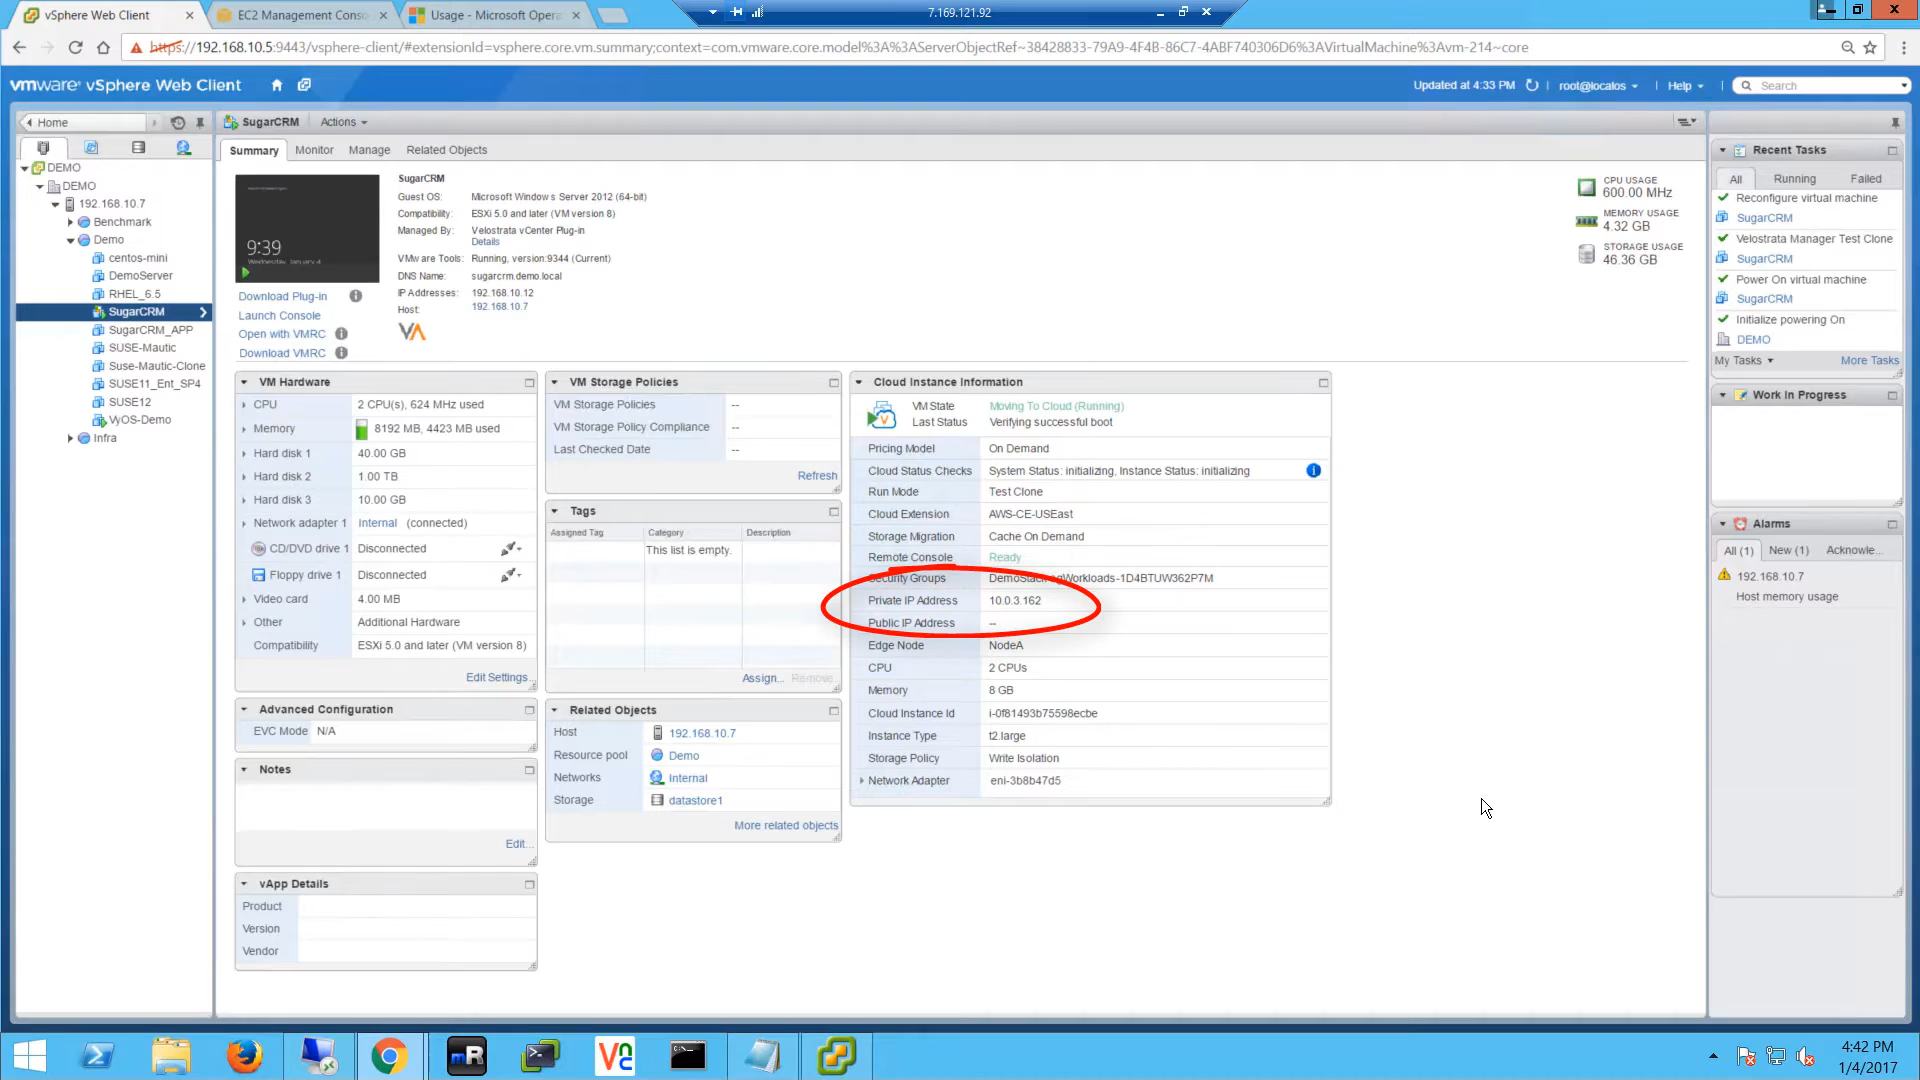 vSphere Web Client
EC2 Management Conso
Usage - Microsoft Opera
7.169.121.92
https://192.168.10.5:9443/vsphere-client/#extensionId=vsphere.core.vm.summary;context=com.vmware.core.model%3A%3AServerObjectRef~38428833-79A9-4F4B-86C7-4ABF740306D6%3AVirtualMachine%3Avm-214~core
vmware® vSphere Web Client
Updated at 4:33 PM
root@localos
Help
Search
Home
DEMO
DEMO
192.168.10.7
Benchmark
Demo
centos-mini
DemoServer
RHEL_6.5
SugarCRM
SugarCRM_APP
SUSE-Mautic
Suse-Mautic-Clone
SUSE11_Ent_SP4
SUSE12
VyOS-Demo
Infra
SugarCRM
Actions
Summary
Monitor
Manage
Related Objects
9:39
Wednesday, January 4
Download Plug-in
Launch Console
Open with VMRC
Download VMRC
SugarCRM
Guest OS: Microsoft Windows Server 2012 (64-bit)
Compatibility: ESXi 5.0 and later (VM version 8)
Managed By: Velostrata vCenter Plug-in
Details
VMware Tools: Running, version:9344 (Current)
DNS Name: sugarcrm.demo.local
IP Addresses: 192.168.10.12
Host: 192.168.10.7
CPU USAGE
600.00 MHz
MEMORY USAGE
4.32 GB
STORAGE USAGE
46.36 GB
VM Hardware
CPU 2 CPU(s), 624 MHz used
Memory 8192 MB, 4423 MB used
Hard disk 1 40.00 GB
Hard disk 2 1.00 TB
Hard disk 3 10.00 GB
Network adapter 1 Internal (connected)
CD/DVD drive 1 Disconnected
Floppy drive 1 Disconnected
Video card 4.00 MB
Other Additional Hardware
Compatibility ESXi 5.0 and later (VM version 8)
Edit Settings...
Advanced Configuration
EVC Mode N/A
Notes
Edit...
vApp Details
Product
Version
Vendor
VM Storage Policies
VM Storage Policies --
VM Storage Policy Compliance --
Last Checked Date --
Refresh
Tags
Assigned Tag Category Description
This list is empty.
Assign... Remove...
Related Objects
Host 192.168.10.7
Resource pool Demo
Networks Internal
Storage datastore1
More related objects
Cloud Instance Information
VM State Moving To Cloud (Running)
Last Status Verifying successful boot
Pricing Model On Demand
Cloud Status Checks System Status: initializing, Instance Status: initializing
Run Mode Test Clone
Cloud Extension AWS-CE-USEast
Storage Migration Cache On Demand
Remote Console Ready
Security Groups DemoStack-sgWorkloads-1D4BTUW362P7M
Private IP Address 10.0.3.162
Public IP Address --
Edge Node NodeA
CPU 2 CPUs
Memory 8 GB
Cloud Instance Id i-0f81493b75598ecbe
Instance Type t2.large
Storage Policy Write Isolation
Network Adapter eni-3b8b47d5
Recent Tasks
All Running Failed
Reconfigure virtual machine
SugarCRM
Velostrata Manager Test Clone
SugarCRM
Power On virtual machine
SugarCRM
Initialize powering On
DEMO
My Tasks More Tasks
Work In Progress
Alarms
All (1) New (1) Acknowle...
192.168.10.7
Host memory usage
mR
Vnc
4:42 PM
1/4/2017